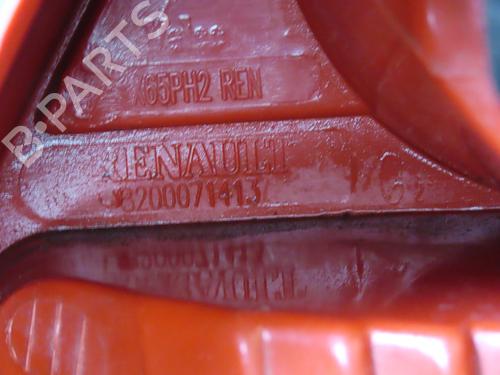 B-PARTS
X65PH2 REN
RENAULT
8200071413